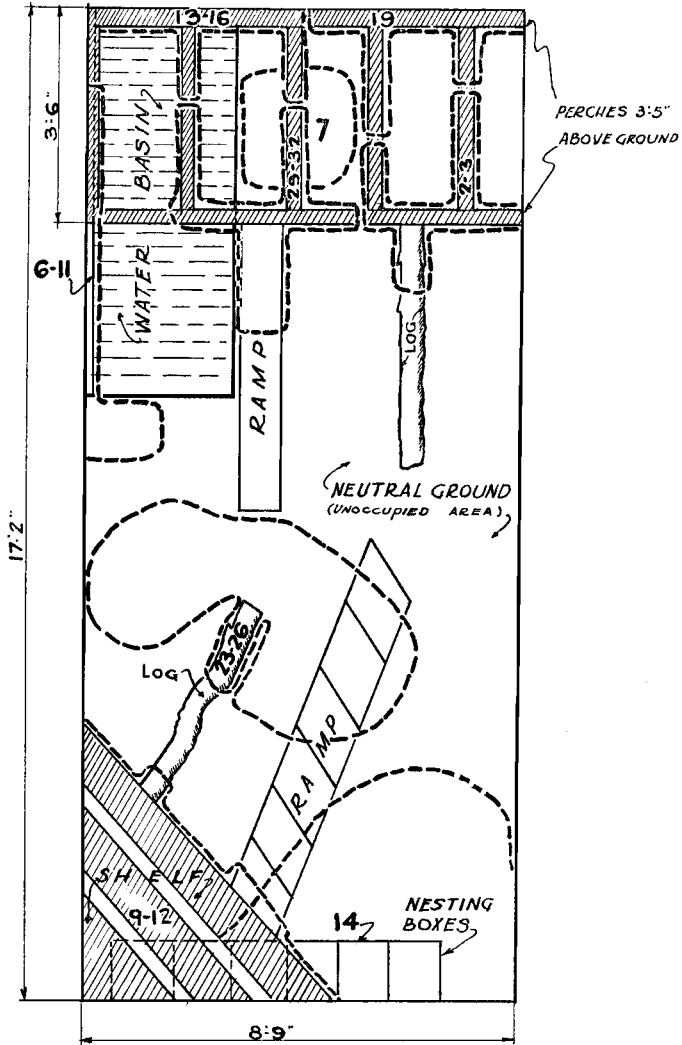 13-16
19
3'·6"
BASIN
7
29-32
2-3
PERCHES 3'·5"
ABOVE GROUND
6-11
WATER
RAMP
LOG
NEUTRAL GROUND
(UNOCCUPIED AREA)
17'·2"
23-26
LOG
RAMP
SHELF
9-12
14
NESTING
BOXES
8'·9"